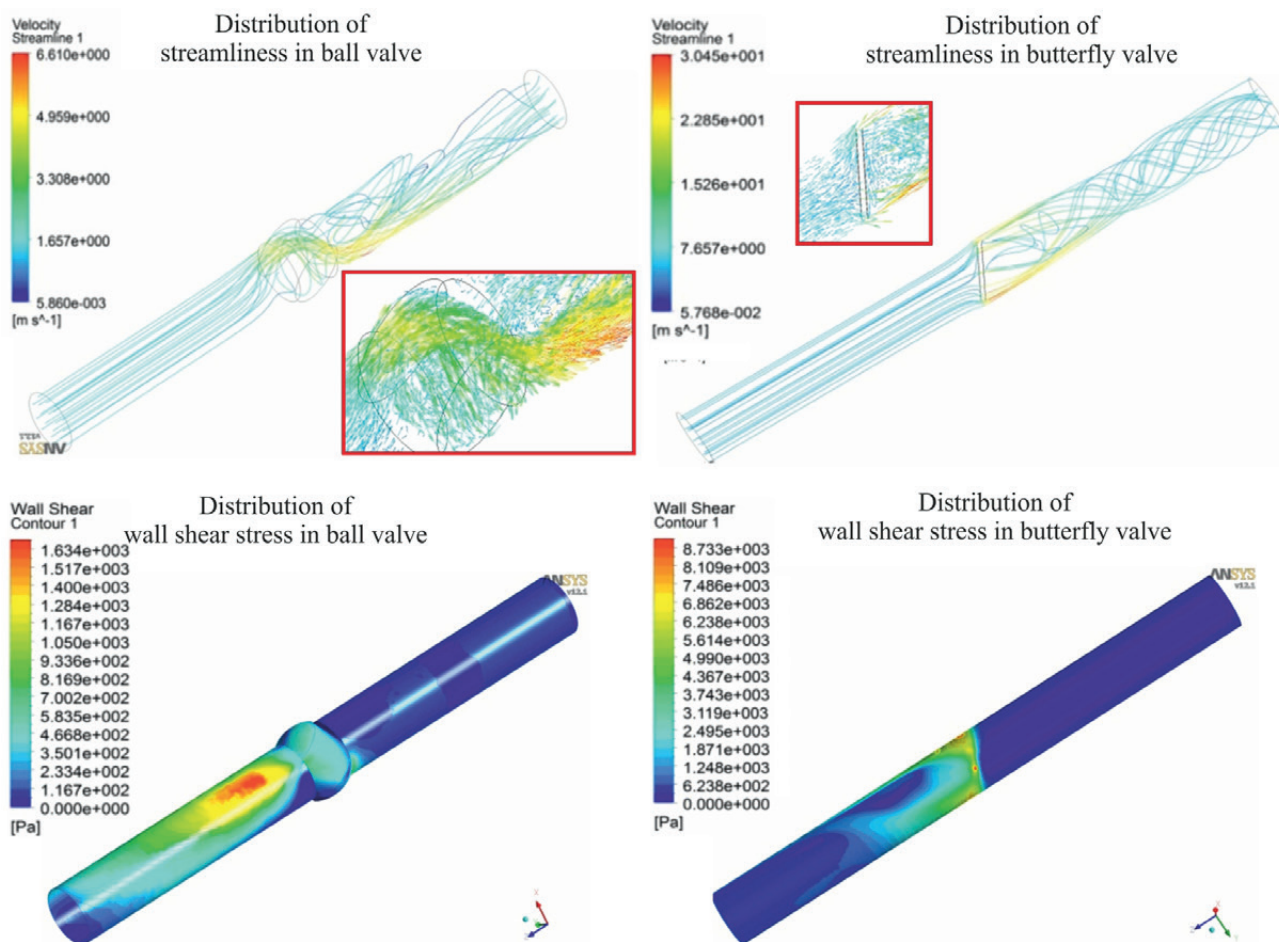 Velocity
Streamline 1
6.610e+000
4.959e+000
3.308e+000
1.657e+000
5.860e-003
[m s^-1]
Distribution of
streamliness in ball valve
Velocity
Streamline 1
3.045e+001
2.285e+001
1.526e+001
7.657e+000
5.768e-002
[m s^-1]
Distribution of
streamliness in butterfly valve
ANSYS
Wall Shear
Contour 1
1.634e+003
1.517e+003
1.400e+003
1.284e+003
1.167e+003
1.050e+003
9.336e+002
8.169e+002
7.002e+002
5.835e+002
4.668e+002
3.501e+002
2.334e+002
1.167e+002
0.000e+000
[Pa]
Distribution of
wall shear stress in ball valve
ANSYS
v12.1
Wall Shear
Contour 1
8.733e+003
8.109e+003
7.486e+003
6.862e+003
6.238e+003
5.614e+003
4.990e+003
4.367e+003
3.743e+003
3.119e+003
2.495e+003
1.871e+003
1.248e+003
6.238e+002
0.000e+000
[Pa]
Distribution of
wall shear stress in butterfly valve
ANSYS
v12.1
X
Z
Z
Y